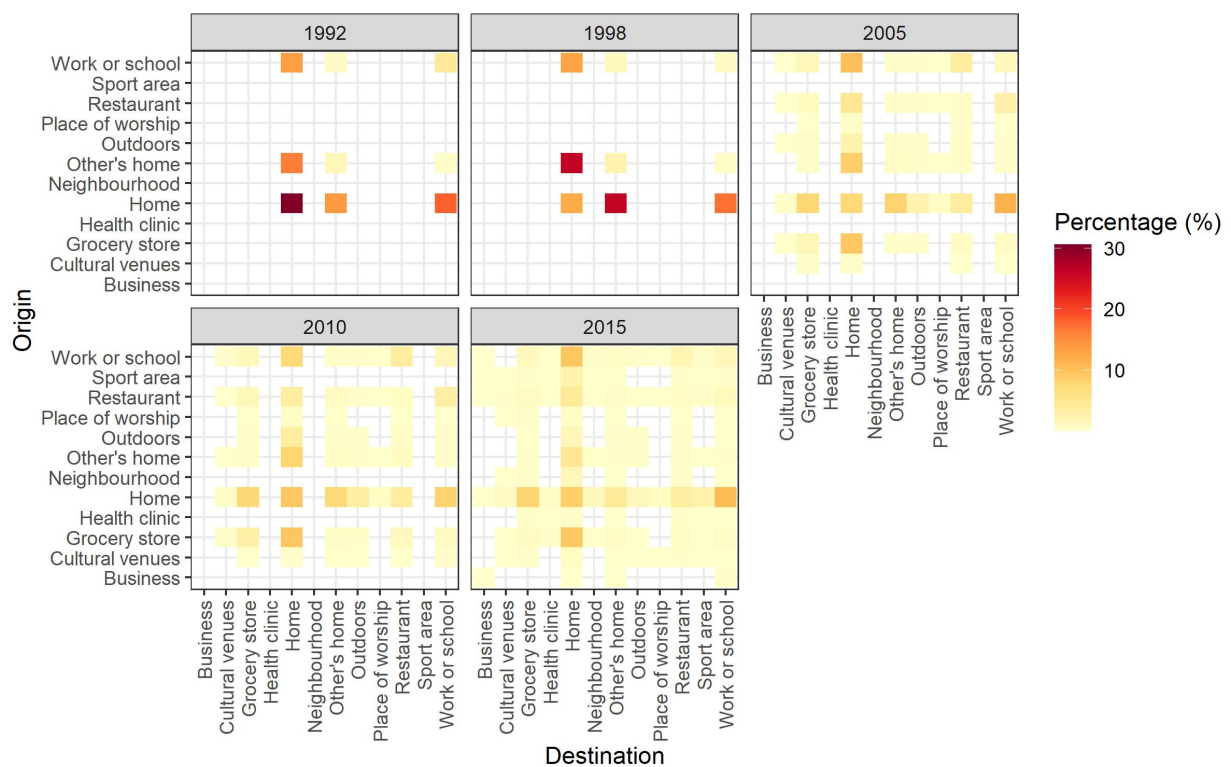 1992
1998
2005
Work or school
Sport area
Restaurant
Place of worship
Outdoors
Other's home
Neighbourhood
Home
Health clinic
Grocery store
Cultural venues
Business
Percentage (%)
30
20
10
Origin
2010
2015
Business
Cultural venues
Grocery store
Health clinic
Home
Neighbourhood
Other's home
Outdoors
Place of worship
Restaurant
Sport area
Work or school
Work or school
Sport area
Restaurant
Place of worship
Outdoors
Other's home
Neighbourhood
Home
Health clinic
Grocery store
Cultural venues
Business
Business
Cultural venues
Grocery store
Health clinic
Home
Neighbourhood
Other's home
Outdoors
Place of worship
Restaurant
Sport area
Work or school
Business
Cultural venues
Grocery store
Health clinic
Home
Neighbourhood
Other's home
Outdoors
Place of worship
Restaurant
Sport area
Work or school
Destination